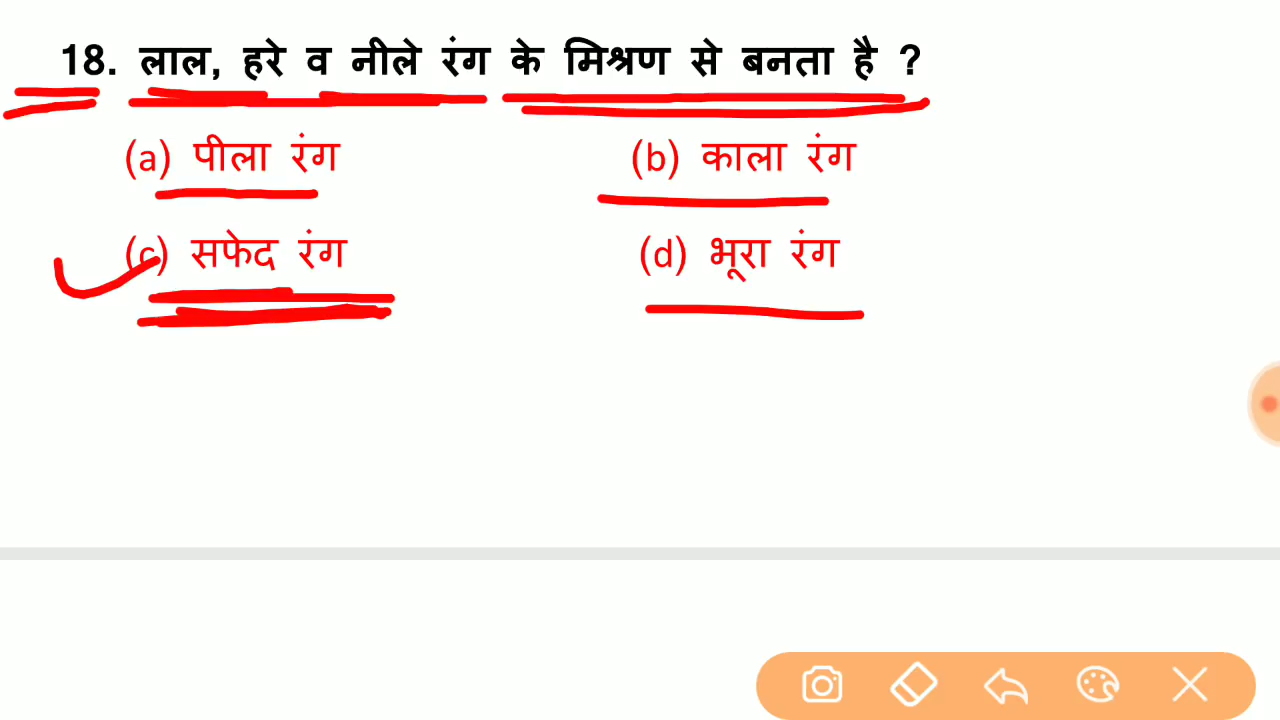 18. लाल, हरे व नीले रंग के मिश्रण से बनता है ?
(a) पीला रंग (b) काला रंग
(c) सफेद रंग (d) भूरा रंग